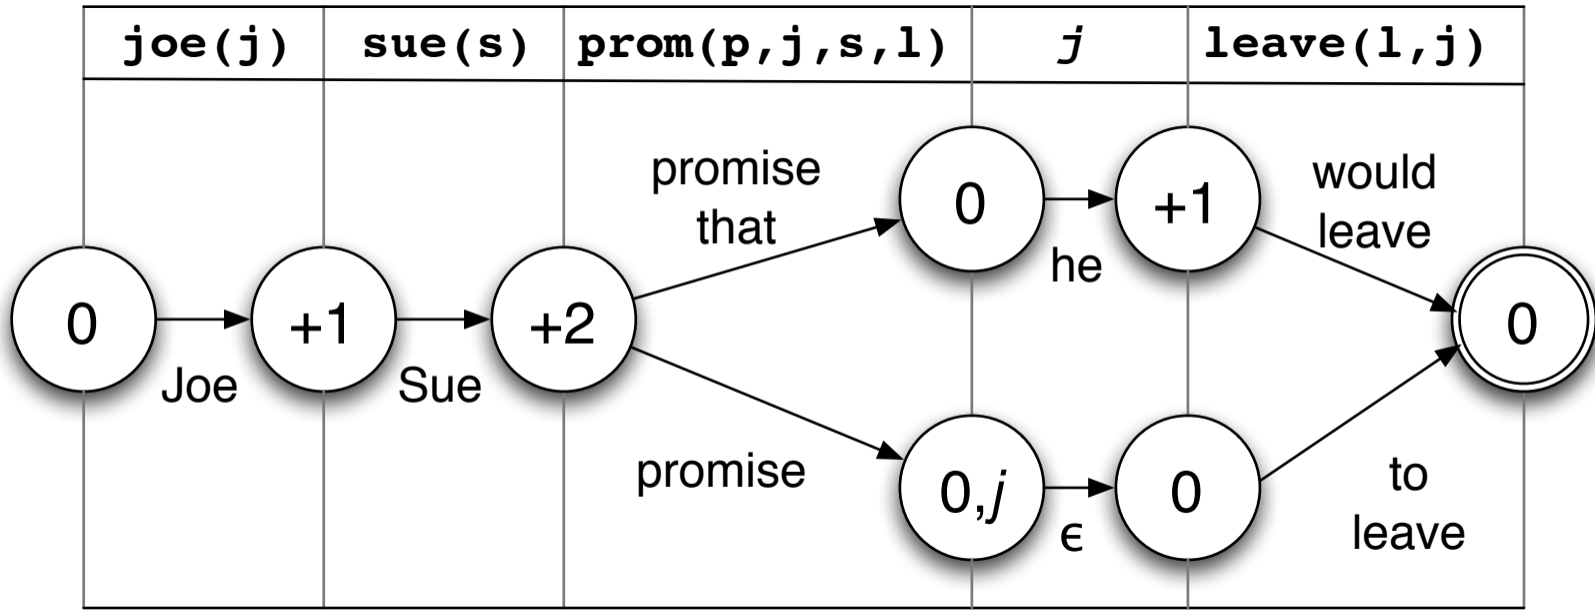 joe(j) sue(s) prom(p,j,s,l) j leave(l,j)
promise
that
would
leave
0
+1
he
0
+1
+2
0
Joe
Sue
promise
0,j
ϵ
0
to
leave